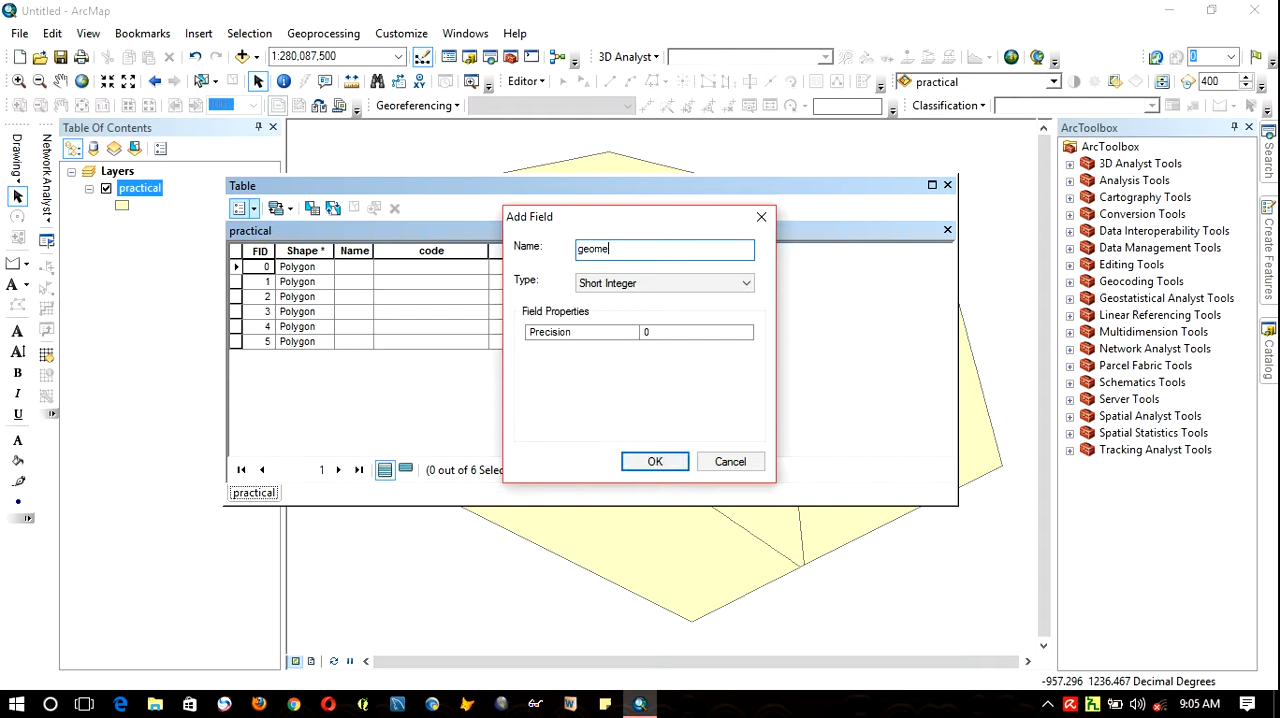 Untitled - ArcMap
File Edit View Bookmarks Insert Selection Geoprocessing Customize Windows Help
1:280,087,500 3D Analyst 0
Editor practical 400
Georeferencing Classification
Table Of Contents
Layers
practical
Drawing
Network Analyst
Table
practical
FID Shape * Name code
0 Polygon
1 Polygon
2 Polygon
3 Polygon
4 Polygon
5 Polygon
1 (0 out of 6 Selec
practical
Add Field
Name: geome
Type: Short Integer
Field Properties
Precision 0
OK Cancel
ArcToolbox
ArcToolbox
3D Analyst Tools
Analysis Tools
Cartography Tools
Conversion Tools
Data Interoperability Tools
Data Management Tools
Editing Tools
Geocoding Tools
Geostatistical Analyst Tools
Linear Referencing Tools
Multidimension Tools
Network Analyst Tools
Parcel Fabric Tools
Schematics Tools
Server Tools
Spatial Analyst Tools
Spatial Statistics Tools
Tracking Analyst Tools
Search
Create Features
Catalog
A
A
A
B
I
U
A
-957.296 1236.467 Decimal Degrees
9:05 AM